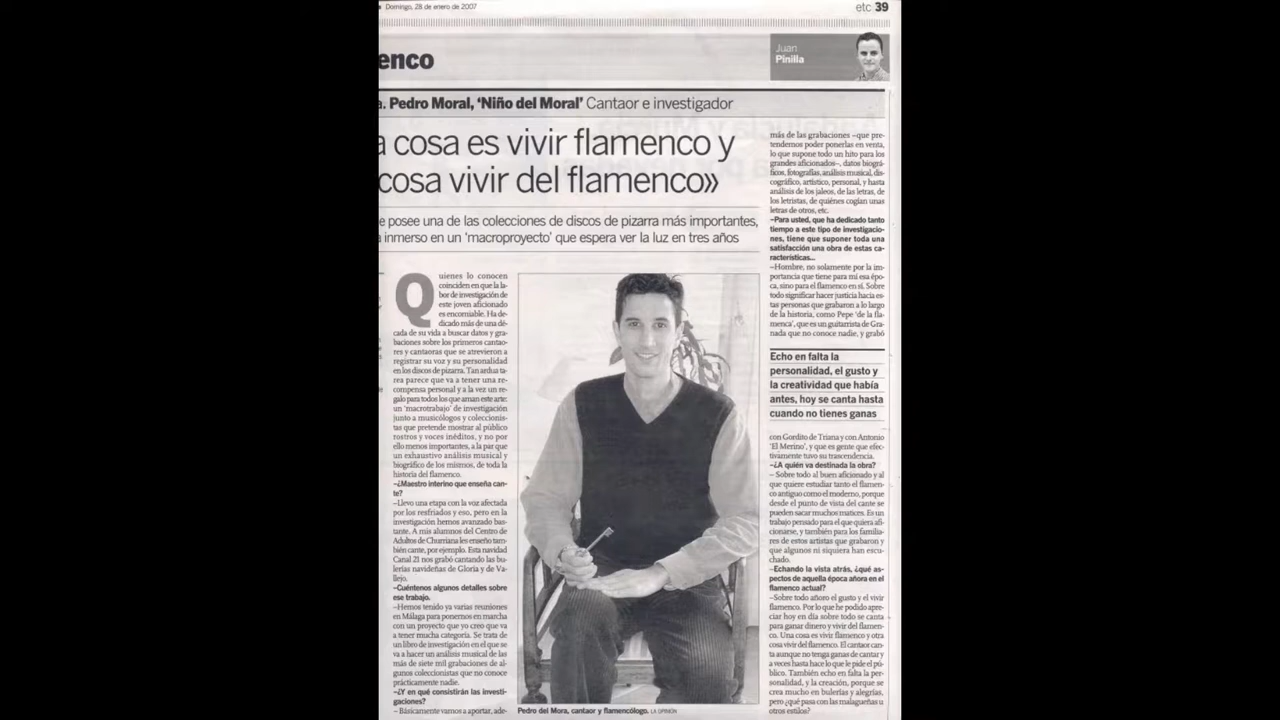 Domingo, 28 de enero de 2007
etc 39
enco
Juan
Pinilla
a. Pedro Moral, ‘Niño del Moral’ Cantaor e investigador
a cosa es vivir flamenco y
cosa vivir del flamenco»
e posee una de las colecciones de discos de pizarra más importantes,
a inmerso en un ‘macroproyecto’ que espera ver la luz en tres años
Quienes lo conocen
coinciden en que la la-
bor de investigación de
este joven aficionado
es encomiable. Ha de-
dicado más de una dé-
cada de su vida a buscar datos y gra-
baciones sobre los primeros cantao-
res y cantaoras que se atrevieron a
registrar su voz y su personalidad
en los discos de pizarra. Tan ardua ta-
rea parece que va a tener una re-
compensa personal y a la vez un re-
galo para todos los que aman este arte:
un ‘macrotrabajo’ de investigación
junto a musicólogos y coleccionis-
tas que pretende mostrar al público
rostros y voces inéditos, y no por
ello menos importantes, a la par que
un exhaustivo análisis musical y
biográfico de los mismos, de toda la
historia del flamenco.
–¿Maestro interino que enseña can-
te?
–Llevo una etapa con la voz afectada
por los resfriados y eso, pero en la
investigación hemos avanzado bas-
tante. A mis alumnos del Centro de
Adultos de Churriana les enseño tam-
bién cante, por ejemplo. Esta navidad
Canal 21 nos grabó cantando las bu-
lerías navideñas de Gloria y de Va-
llejo.
–Cuéntenos algunos detalles sobre
ese trabajo.
–Hemos tenido ya varias reuniones
en Málaga para ponernos en marcha
con un proyecto que yo creo que va
a tener mucha categoría. Se trata de
un libro de investigación en el que se
va a hacer un análisis musical de las
más de siete mil grabaciones de al-
gunos coleccionistas que no conoce
prácticamente nadie.
–¿Y en qué consistirán las investi-
gaciones?
–Básicamente vamos a aportar, ade-
Pedro del Mora, cantaor y flamencólogo. LA OPINIÓN
más de las grabaciones –que pre-
tendemos poder ponerlas en venta,
lo que supone todo un hito para los
grandes aficionados–, datos biográ-
ficos, fotografías, análisis musical, dis-
cográfico, artístico, personal, y hasta
análisis de los jaleos, de las letras, de
los letristas, de quiénes cogían unas
letras de otros, etc.
–Para usted, que ha dedicado tanto
tiempo a este tipo de investigacio-
nes, tiene que suponer toda una
satisfacción una obra de estas ca-
racterísticas...
–Hombre, no solamente por la im-
portancia que tiene para mí esa épo-
ca, sino para el flamenco en sí. Sobre
todo significar hacer justicia hacia es-
tas personas que grabaron a lo largo
de la historia, como Pepe ‘de la fla-
menca’, que es un guitarrista de Gra-
nada que no conoce nadie, y grabó
Echo en falta la
personalidad, el gusto y
la creatividad que había
antes, hoy se canta hasta
cuando no tienes ganas
con Gordito de Triana y con Antonio
‘El Merino’, y que es gente que efec-
tivamente tuvo su trascendencia.
–¿A quién va destinada la obra?
– Sobre todo al buen aficionado y al
que quiere estudiar tanto el flamen-
co antiguo como el moderno, porque
desde el punto de vista del cante se
pueden sacar muchos matices. Es un
trabajo pensado para el que quiera afi-
cionarse, y también para los familia-
res de estos artistas que grabaron y
que algunos ni siquiera han escu-
chado.
–Echando la vista atrás, ¿qué as-
pectos de aquella época añora en el
flamenco actual?
–Sobre todo añoro el gusto y el vivir
flamenco. Por lo que he podido apre-
ciar hoy en día sobre todo se canta
para ganar dinero y vivir del flamen-
co. Una cosa es vivir flamenco y otra
cosa vivir del flamenco. El cantaor can-
ta aunque no tenga ganas de cantar y
a veces hasta hace lo que le pide el pú-
blico. También echo en falta la per-
sonalidad, y la creación, porque se
crea mucho en bulerías y alegrías,
pero ¿qué pasa con las malagueñas u
otros estilos?